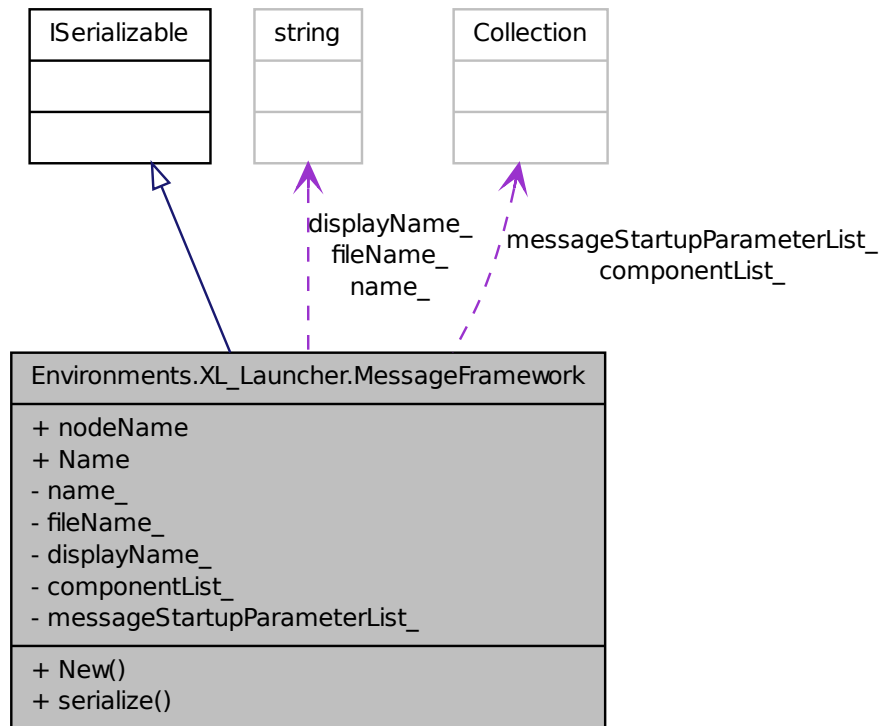 ISerializable
string
Collection
displayName_
fileName_
name_
messageStartupParameterList_
componentList_
Environments.XL_Launcher.MessageFramework
+ nodeName
+ Name
- name_
- fileName_
- displayName_
- componentList_
- messageStartupParameterList_
+ New()
+ serialize()